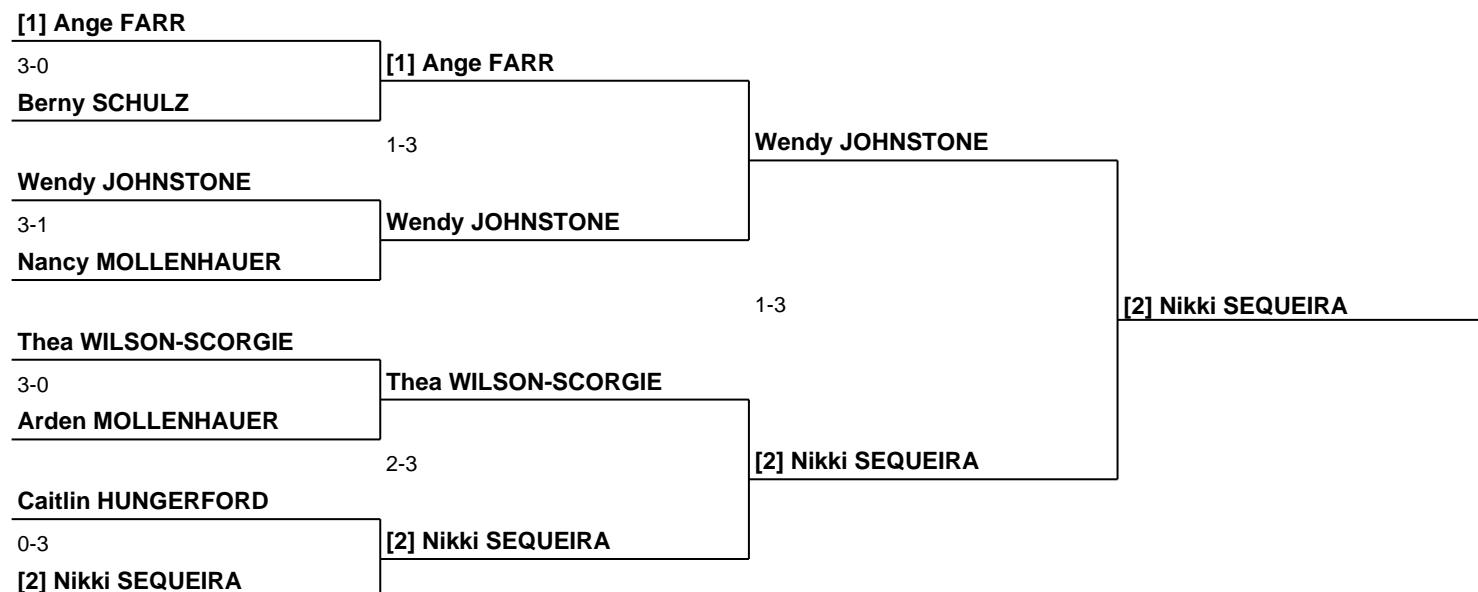 [1] Ange FARR
3-0
[1] Ange FARR
Berny SCHULZ
1-3
Wendy JOHNSTONE
Wendy JOHNSTONE
3-1
Wendy JOHNSTONE
Nancy MOLLENHAUER
1-3
[2] Nikki SEQUEIRA
Thea WILSON-SCORGIE
3-0
Thea WILSON-SCORGIE
Arden MOLLENHAUER
2-3
[2] Nikki SEQUEIRA
Caitlin HUNGERFORD
0-3
[2] Nikki SEQUEIRA
[2] Nikki SEQUEIRA